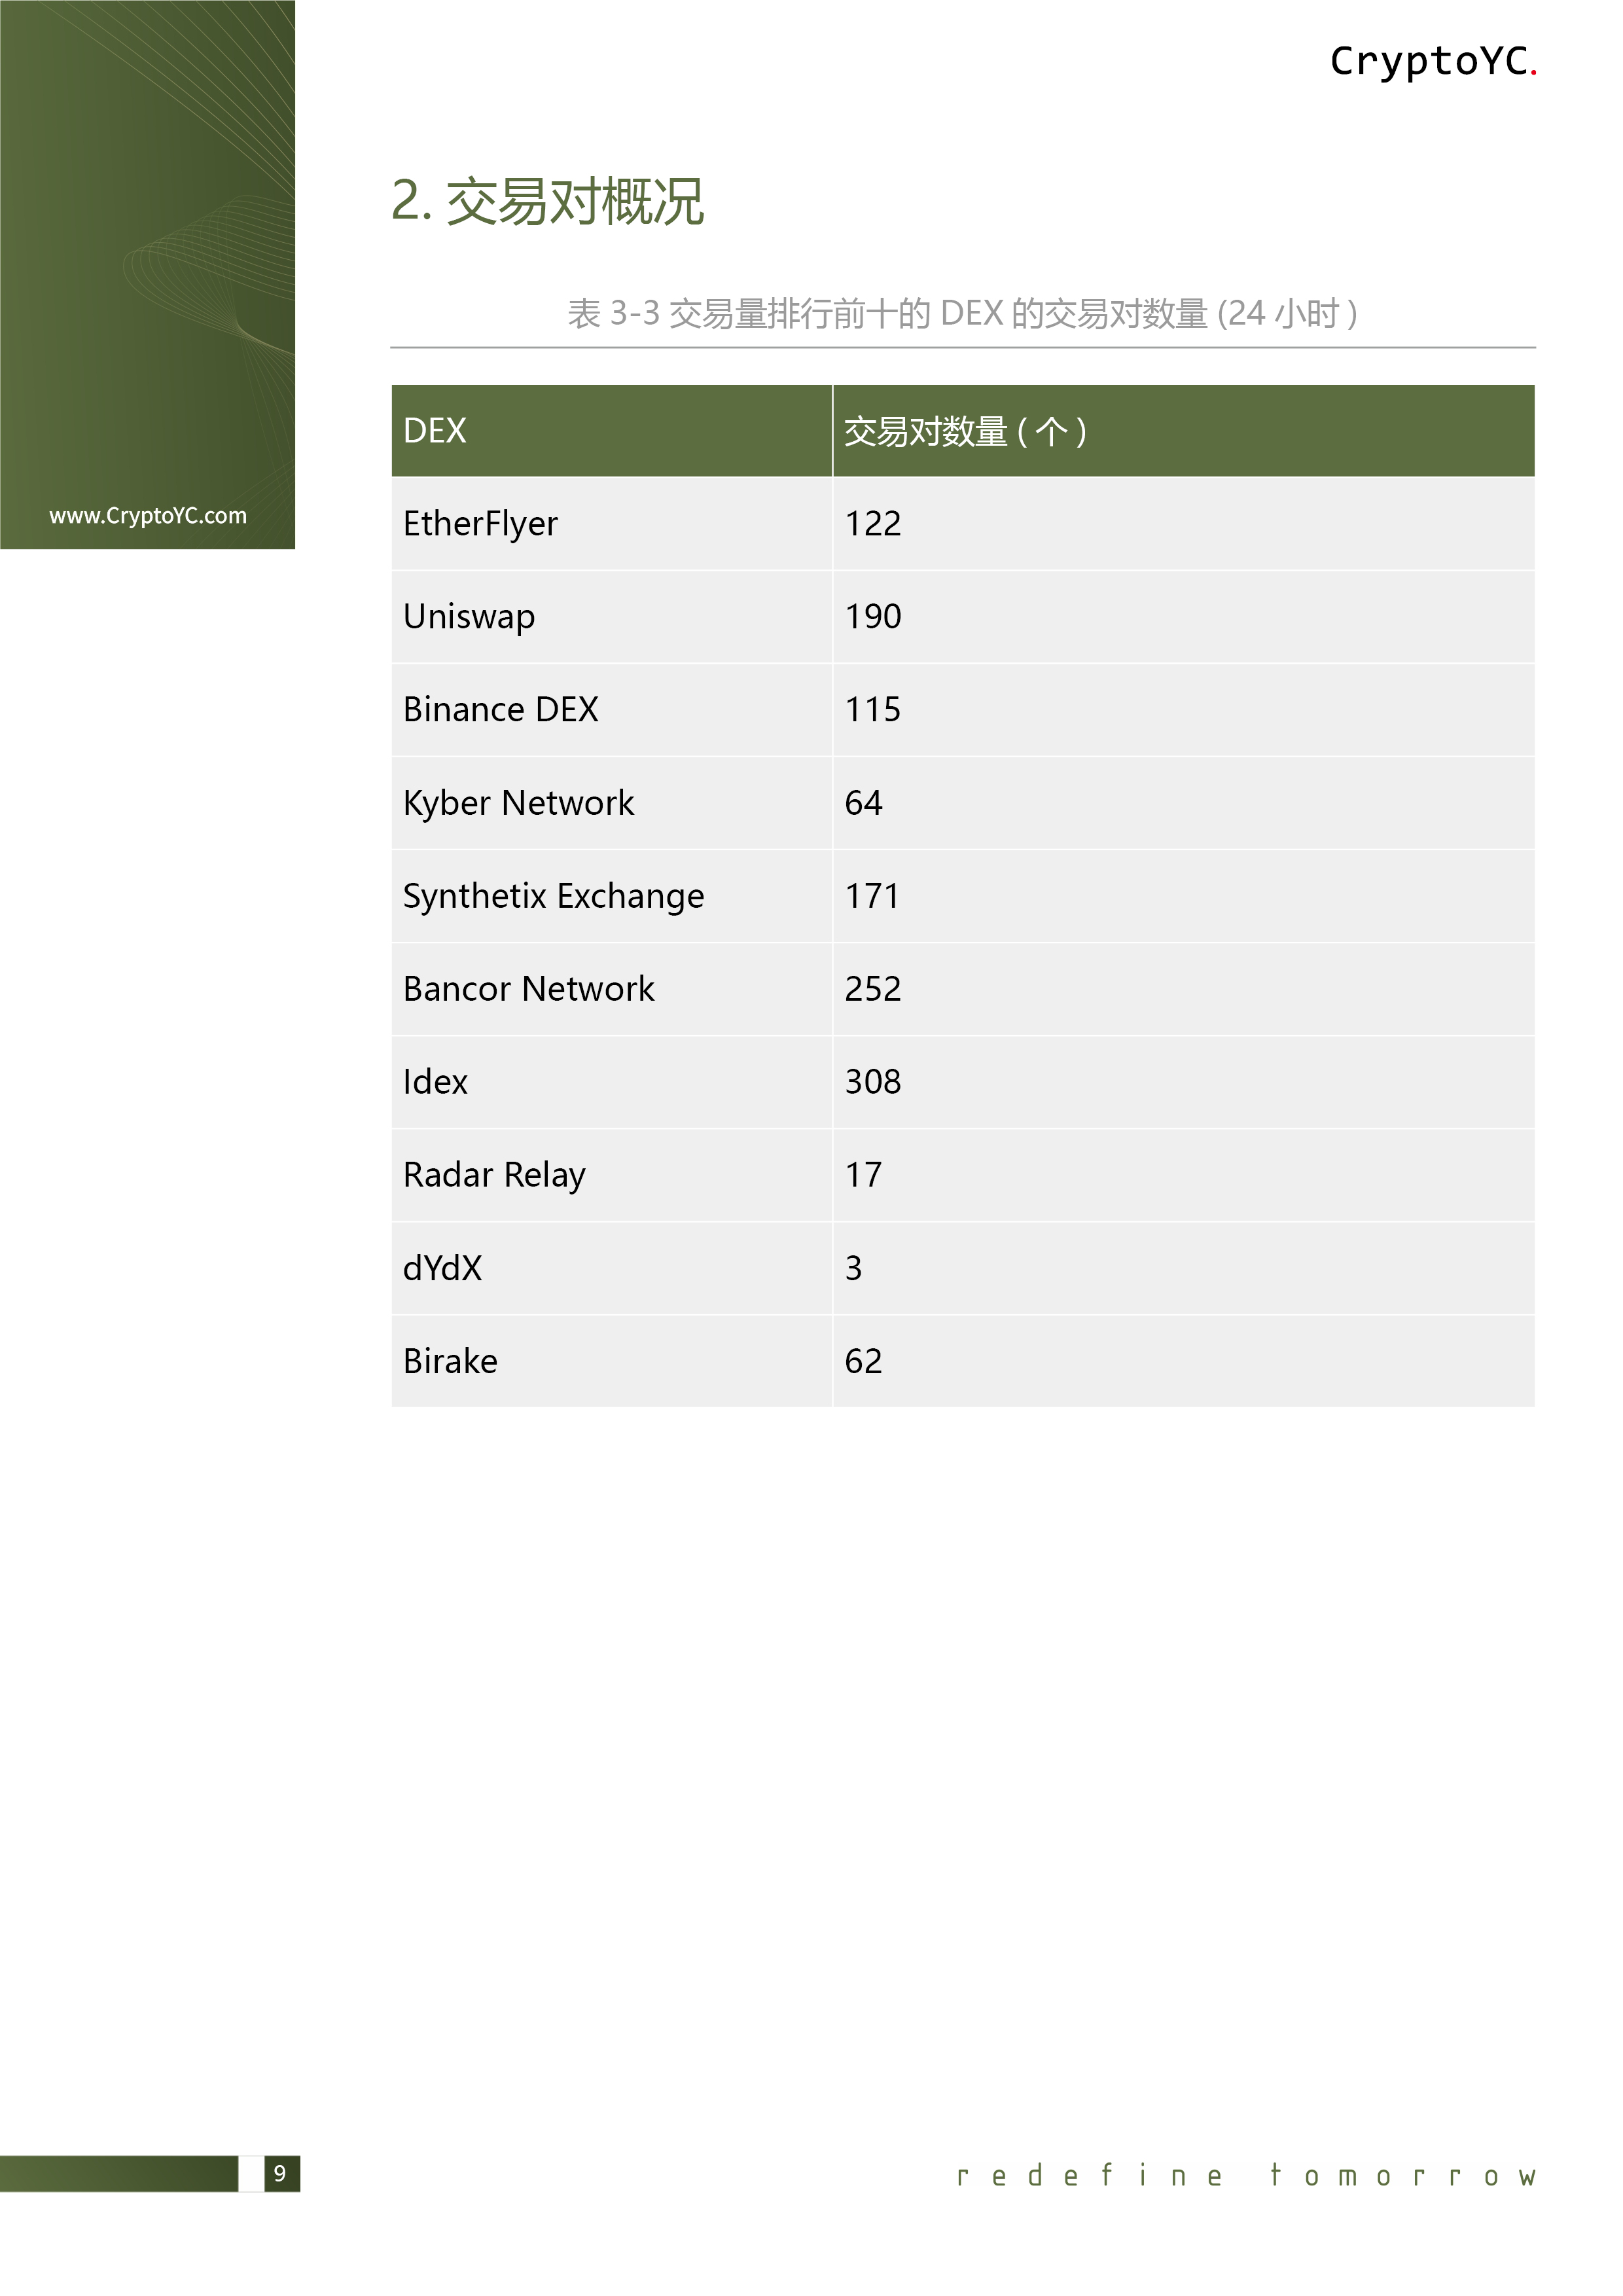 CryptoYC.
www.CryptoYC.com
2. 交易对概况
表 3-3 交易量排行前十的 DEX 的交易对数量 (24 小时 )
DEX 交易对数量 ( 个 )
EtherFlyer 122
Uniswap 190
Binance DEX 115
Kyber Network 64
Synthetix Exchange 171
Bancor Network 252
Idex 308
Radar Relay 17
dYdX 3
Birake 62
9
redefine tomorrow